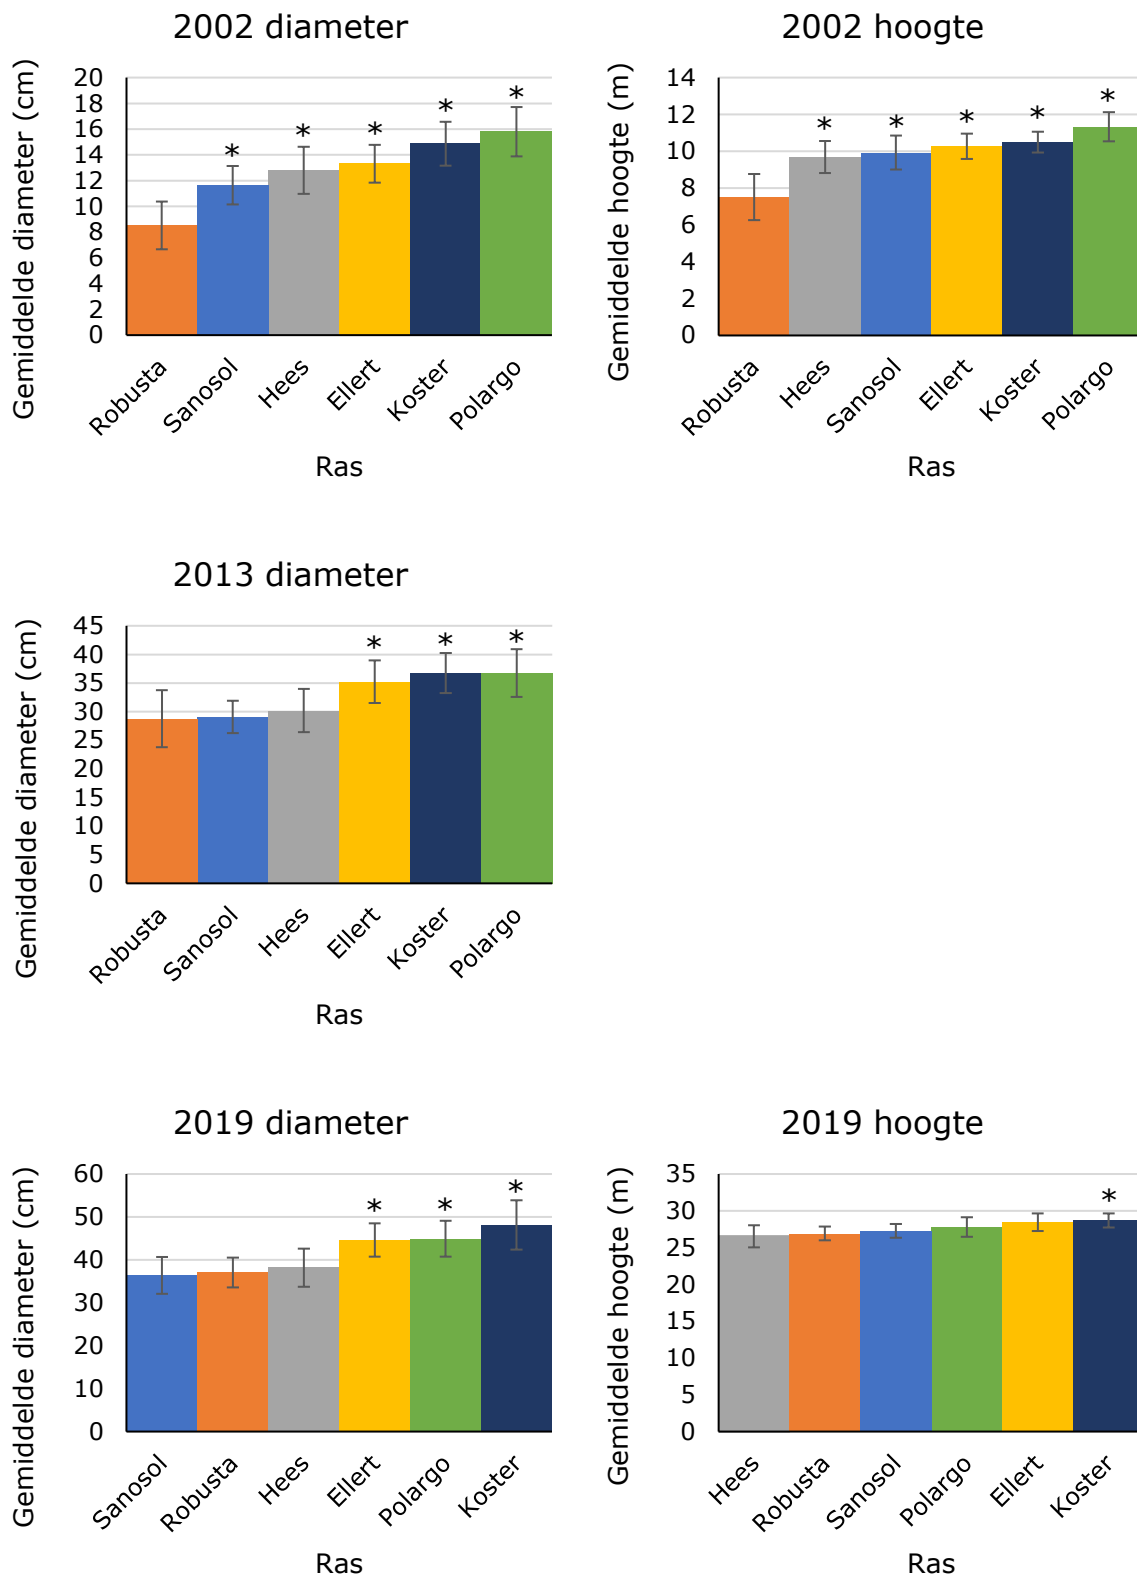 2002 diameter
Gemiddelde diameter (cm)
20
18
16
14
12
10
8
6
4
2
0
* * * * *
Robusta Sanosol Hees Ellert Koster Polargo
Ras
2002 hoogte
Gemiddelde hoogte (m)
14
12
10
8
6
4
2
0
* * * * *
Robusta Hees Sanosol Ellert Koster Polargo
Ras
2013 diameter
Gemiddelde diameter (cm)
45
40
35
30
25
20
15
10
5
0
* * *
Robusta Sanosol Hees Ellert Koster Polargo
Ras
2019 diameter
Gemiddelde diameter (cm)
60
50
40
30
20
10
0
* * *
Sanosol Robusta Hees Ellert Polargo Koster
Ras
2019 hoogte
Gemiddelde hoogte (m)
35
30
25
20
15
10
5
0
*
Hees Robusta Sanosol Polargo Ellert Koster
Ras